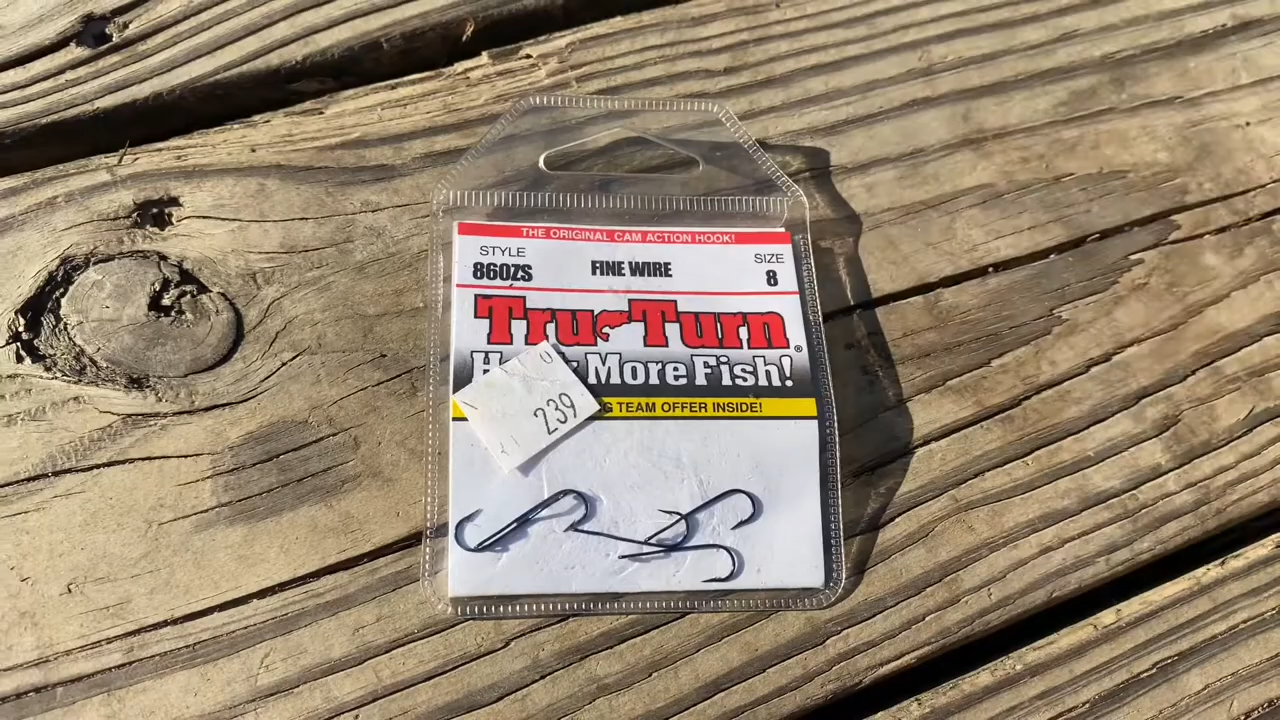 THE ORIGINAL CAM ACTION HOOK!
STYLE
860ZS
FINE WIRE
SIZE
8
Tru Turn®
More Fish!
TEAM OFFER INSIDE!
239